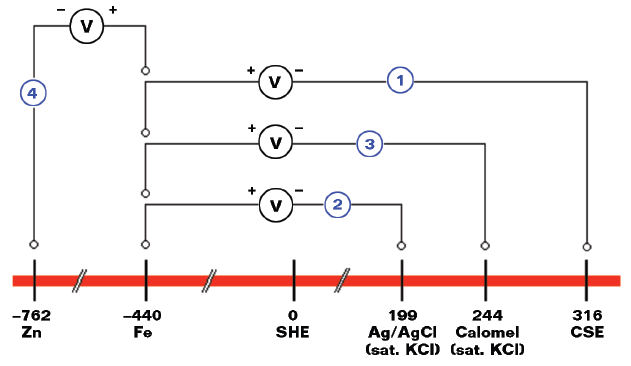 − V +
+ V − 1
4
+ V − 3
+ V − 2
−762 −440 0 199 244 316
Zn Fe SHE Ag/AgCl Calomel CSE
(sat. KCl) (sat. KCl)